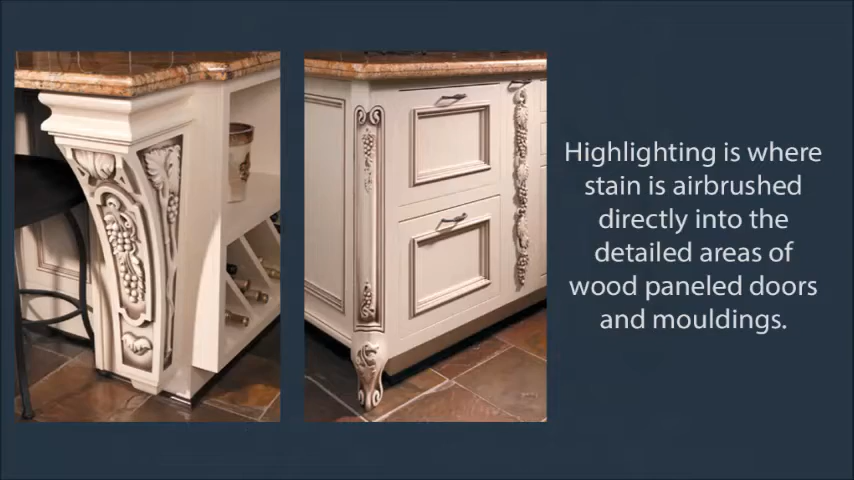 Highlighting is where
stain is airbrushed
directly into the
detailed areas of
wood paneled doors
and mouldings.